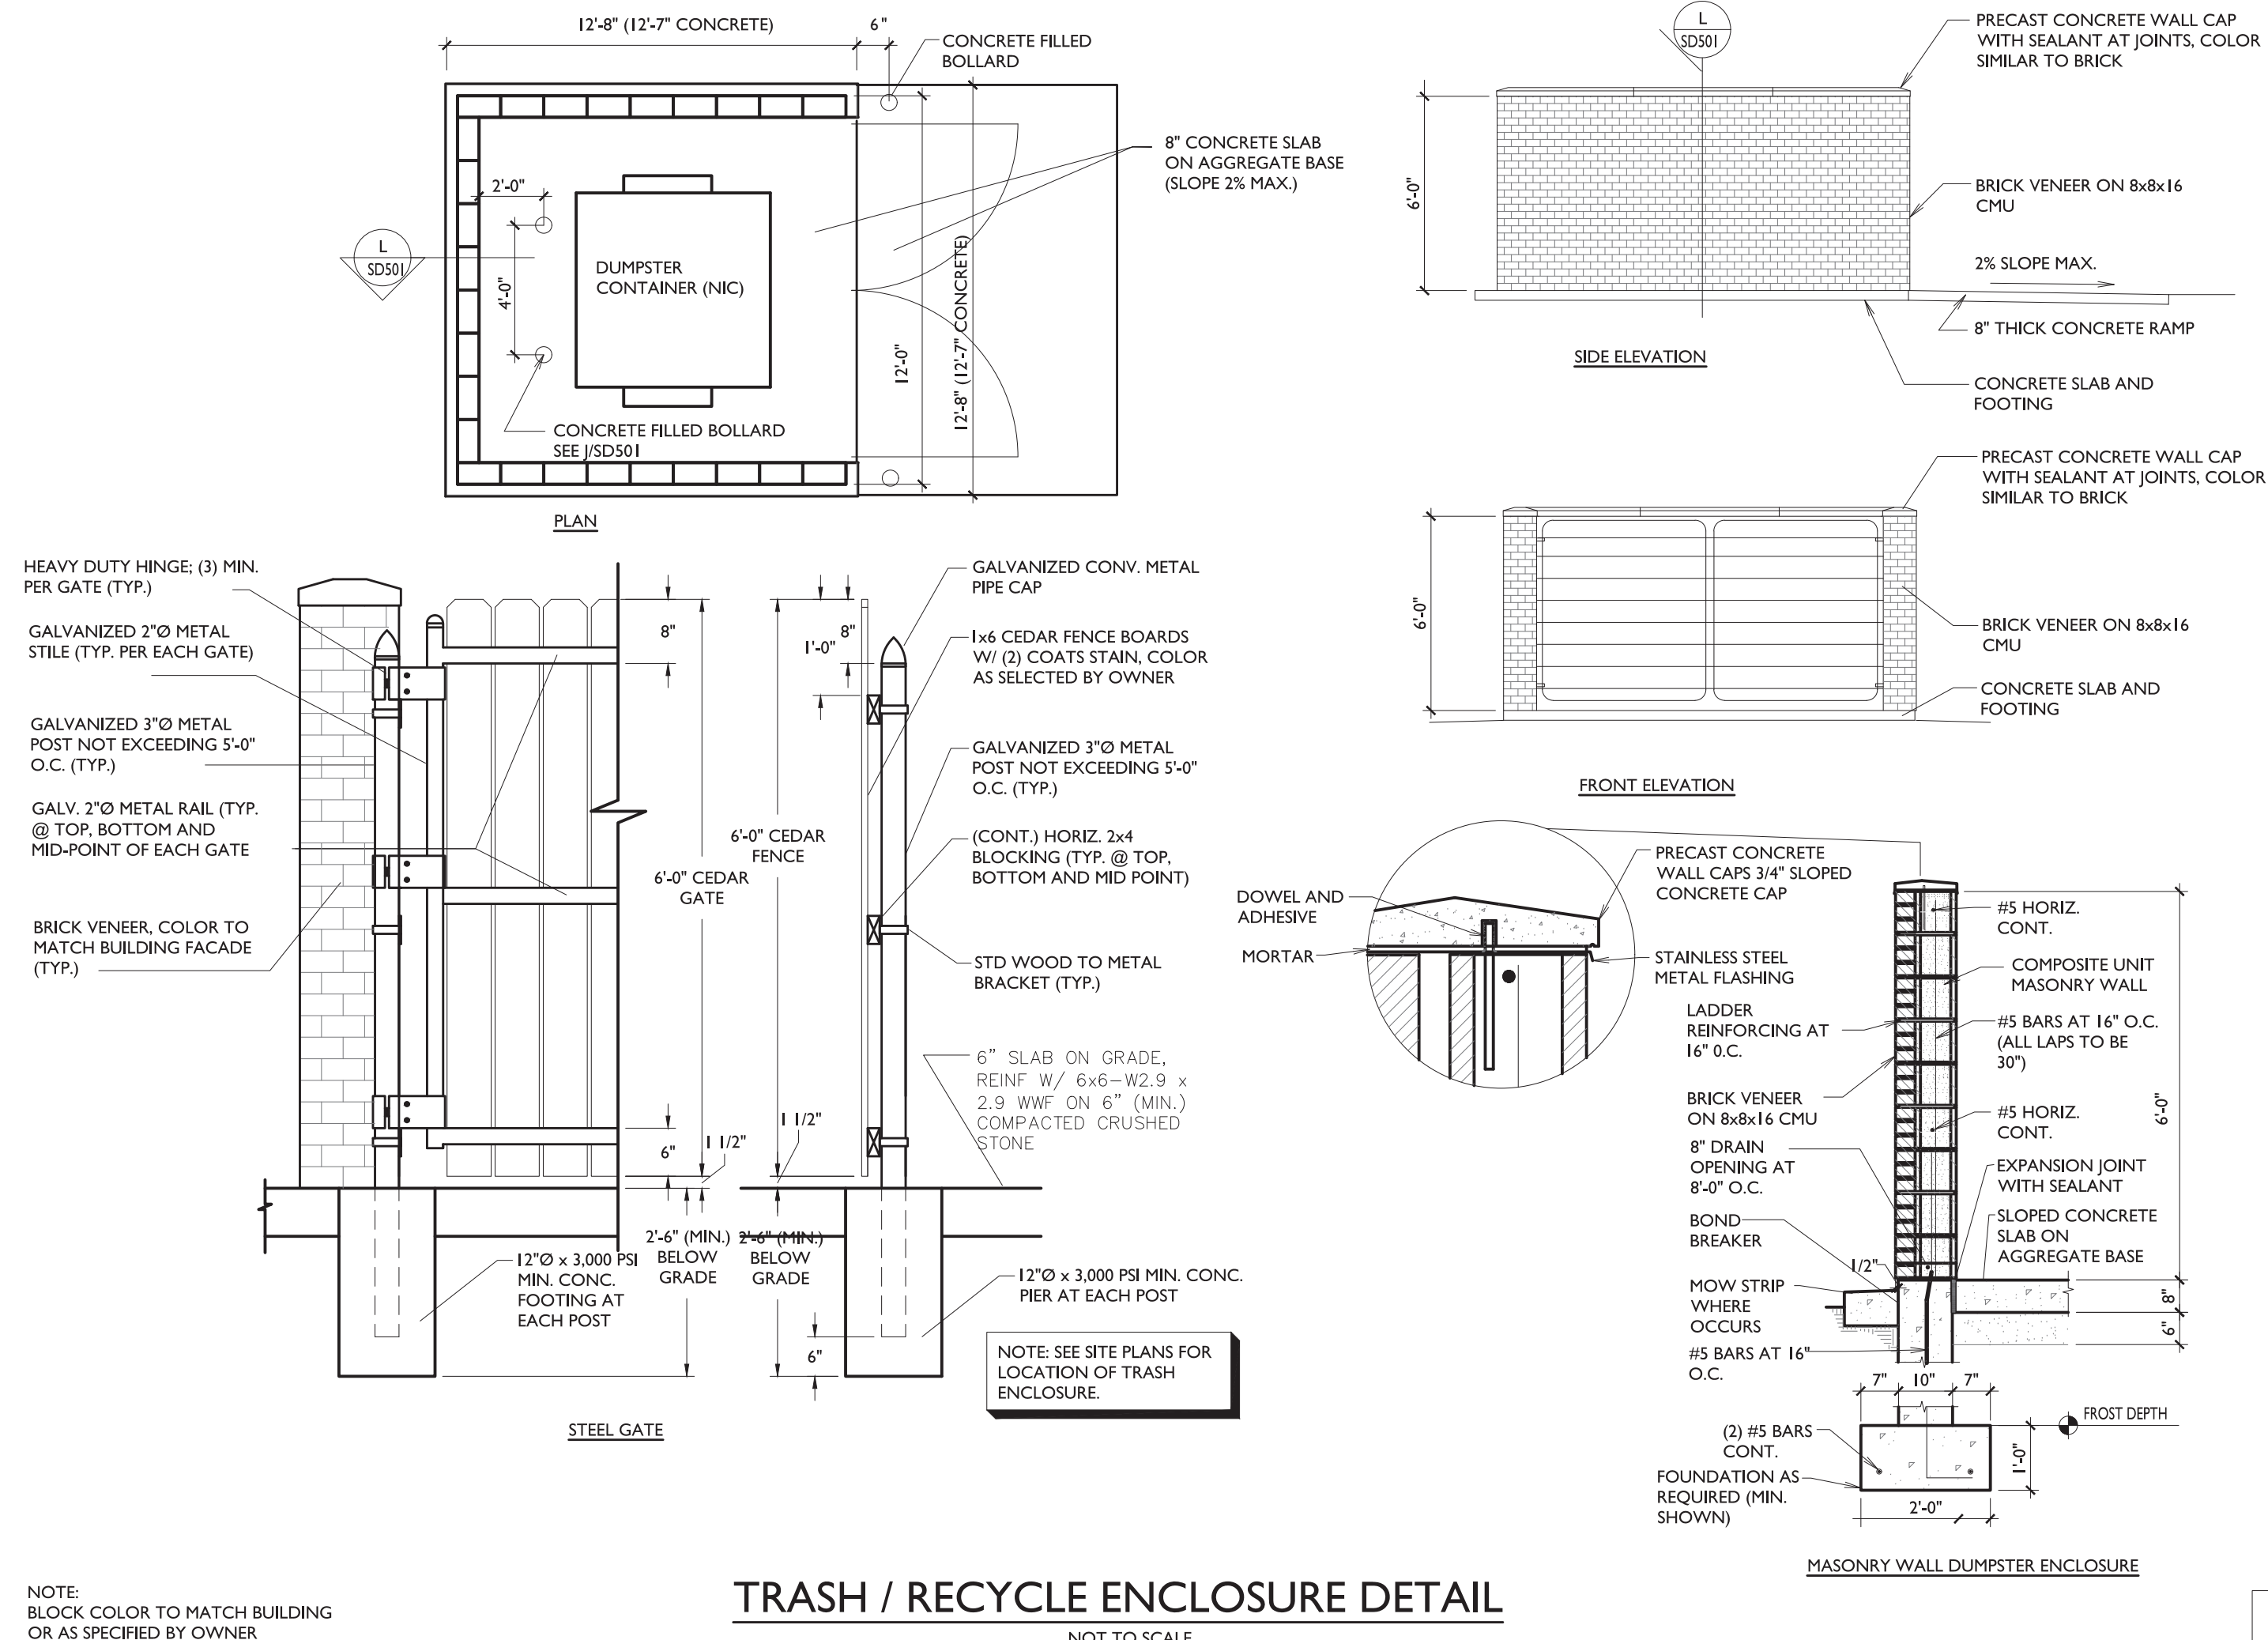 12'-8" (12'-7" CONCRETE)
6"
CONCRETE FILLED
BOLLARD
8" CONCRETE SLAB
ON AGGREGATE BASE
(SLOPE 2% MAX.)
2'-0"
L
SD501
4'-0"
DUMPSTER
CONTAINER (NIC)
12'-0"
12'-8" (12'-7" CONCRETE)
CONCRETE FILLED BOLLARD
SEE J/SD501
PLAN
L
SD501
PRECAST CONCRETE WALL CAP
WITH SEALANT AT JOINTS, COLOR
SIMILAR TO BRICK
6'-0"
BRICK VENEER ON 8x8x16
CMU
2% SLOPE MAX.
8" THICK CONCRETE RAMP
SIDE ELEVATION
CONCRETE SLAB AND
FOOTING
PRECAST CONCRETE WALL CAP
WITH SEALANT AT JOINTS, COLOR
SIMILAR TO BRICK
6'-0"
BRICK VENEER ON 8x8x16
CMU
CONCRETE SLAB AND
FOOTING
FRONT ELEVATION
HEAVY DUTY HINGE; (3) MIN.
PER GATE (TYP.)
GALVANIZED 2"Ø METAL
STILE (TYP. PER EACH GATE)
GALVANIZED 3"Ø METAL
POST NOT EXCEEDING 5'-0"
O.C. (TYP.)
GALV. 2"Ø METAL RAIL (TYP.
@ TOP, BOTTOM AND
MID-POINT OF EACH GATE
BRICK VENEER, COLOR TO
MATCH BUILDING FACADE
(TYP.)
8"
6'-0" CEDAR
GATE
6"
1 1/2"
2'-6" (MIN.)
BELOW
GRADE
12"Ø x 3,000 PSI
MIN. CONC.
FOOTING AT
EACH POST
STEEL GATE
1'-0"
8"
6'-0" CEDAR
FENCE
1 1/2"
2'-6" (MIN.)
BELOW
GRADE
6"
GALVANIZED CONV. METAL
PIPE CAP
1x6 CEDAR FENCE BOARDS
W/ (2) COATS STAIN, COLOR
AS SELECTED BY OWNER
GALVANIZED 3"Ø METAL
POST NOT EXCEEDING 5'-0"
O.C. (TYP.)
(CONT.) HORIZ. 2x4
BLOCKING (TYP. @ TOP,
BOTTOM AND MID POINT)
STD WOOD TO METAL
BRACKET (TYP.)
6" SLAB ON GRADE,
REINF W/ 6x6-W2.9 x
2.9 WWF ON 6" (MIN.)
COMPACTED CRUSHED
STONE
12"Ø x 3,000 PSI MIN. CONC.
PIER AT EACH POST
NOTE: SEE SITE PLANS FOR
LOCATION OF TRASH
ENCLOSURE.
DOWEL AND
ADHESIVE
MORTAR
PRECAST CONCRETE
WALL CAPS 3/4" SLOPED
CONCRETE CAP
STAINLESS STEEL
METAL FLASHING
LADDER
REINFORCING AT
16" O.C.
BRICK VENEER
ON 8x8x16 CMU
8" DRAIN
OPENING AT
8'-0" O.C.
BOND
BREAKER
1/2"
MOW STRIP
WHERE
OCCURS
#5 BARS AT 16"
O.C.
#5 HORIZ.
CONT.
COMPOSITE UNIT
MASONRY WALL
#5 BARS AT 16" O.C.
(ALL LAPS TO BE
30")
#5 HORIZ.
CONT.
EXPANSION JOINT
WITH SEALANT
SLOPED CONCRETE
SLAB ON
AGGREGATE BASE
6'-0"
8"
6"
7"
10"
7"
FROST DEPTH
(2) #5 BARS
CONT.
FOUNDATION AS
REQUIRED (MIN.
SHOWN)
1'-0"
2'-0"
MASONRY WALL DUMPSTER ENCLOSURE
NOTE:
BLOCK COLOR TO MATCH BUILDING
OR AS SPECIFIED BY OWNER
TRASH / RECYCLE ENCLOSURE DETAIL
NOT TO SCALE